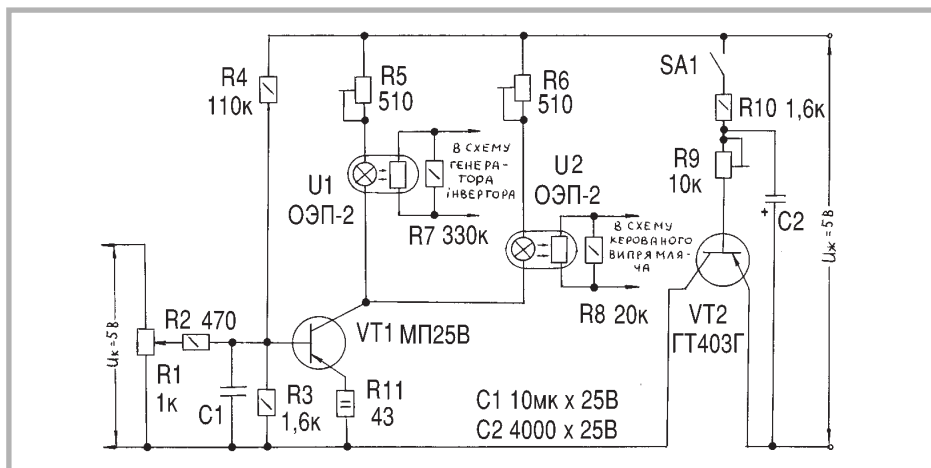 R4
110к
R5
510
R6
510
SA1
R10 1,6к
R9
10к
U1
ОЭП-2
В СХЕМУ
ГЕНЕРА-
ТОРА
ІНВЕРТОРА
R7 330к
U2
ОЭП-2
В СХЕМУ
КЕРОВАНОГО
ВИПРЯМЛЯ-
ЧА
R8 20к
+
C2
Uж=5В
Uк=5В
R2 470
R1
1к
C1
R3
1,6к
VT1 МП25В
R11
43
VT2
ГТ403Г
C1 10мк х 25В
C2 4000 х 25В